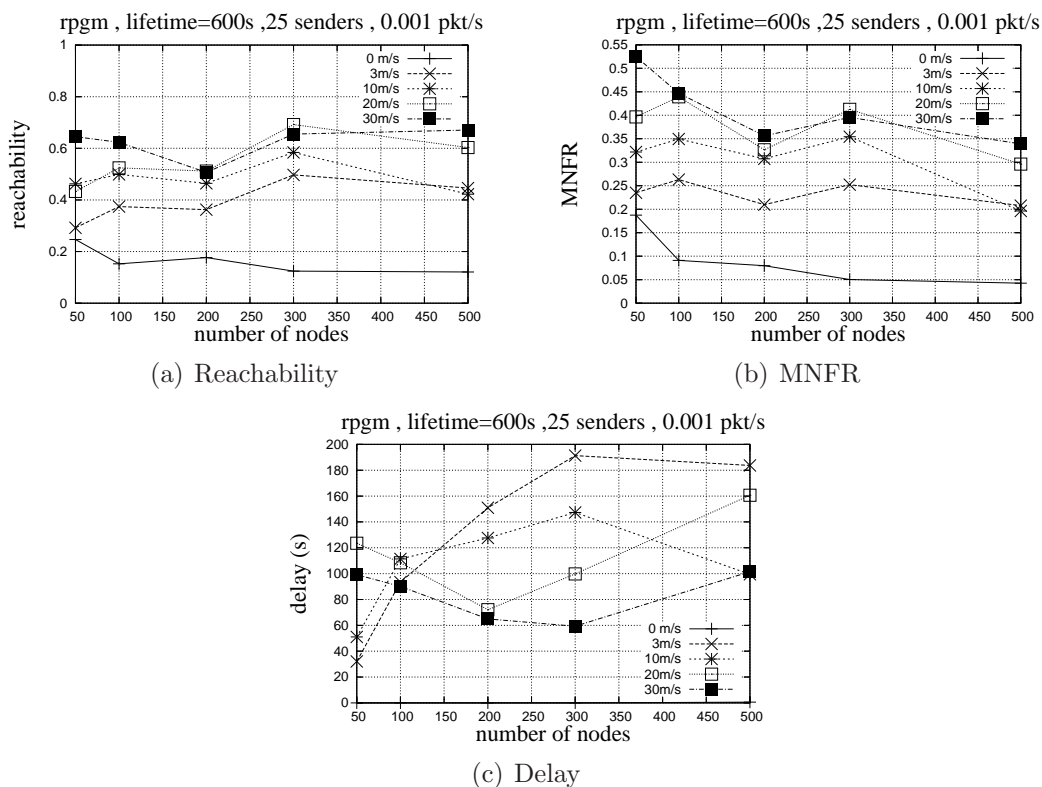 rpgm , lifetime=600s ,25 senders , 0.001 pkt/s
1
0.8
0.6
0.4
0.2
0
reachability
0 m/s
3m/s
10m/s
20m/s
30m/s
50 100 150 200 250 300 350 400 450 500
number of nodes
(a) Reachability
rpgm , lifetime=600s ,25 senders , 0.001 pkt/s
0.55
0.5
0.45
0.4
0.35
0.3
0.25
0.2
0.15
0.1
0.05
0
MNFR
0 m/s
3m/s
10m/s
20m/s
30m/s
50 100 150 200 250 300 350 400 450 500
number of nodes
(b) MNFR
rpgm , lifetime=600s ,25 senders , 0.001 pkt/s
200
180
160
140
120
100
80
60
40
20
0
delay (s)
0 m/s
3m/s
10m/s
20m/s
30m/s
50 100 150 200 250 300 350 400 450 500
number of nodes
(c) Delay